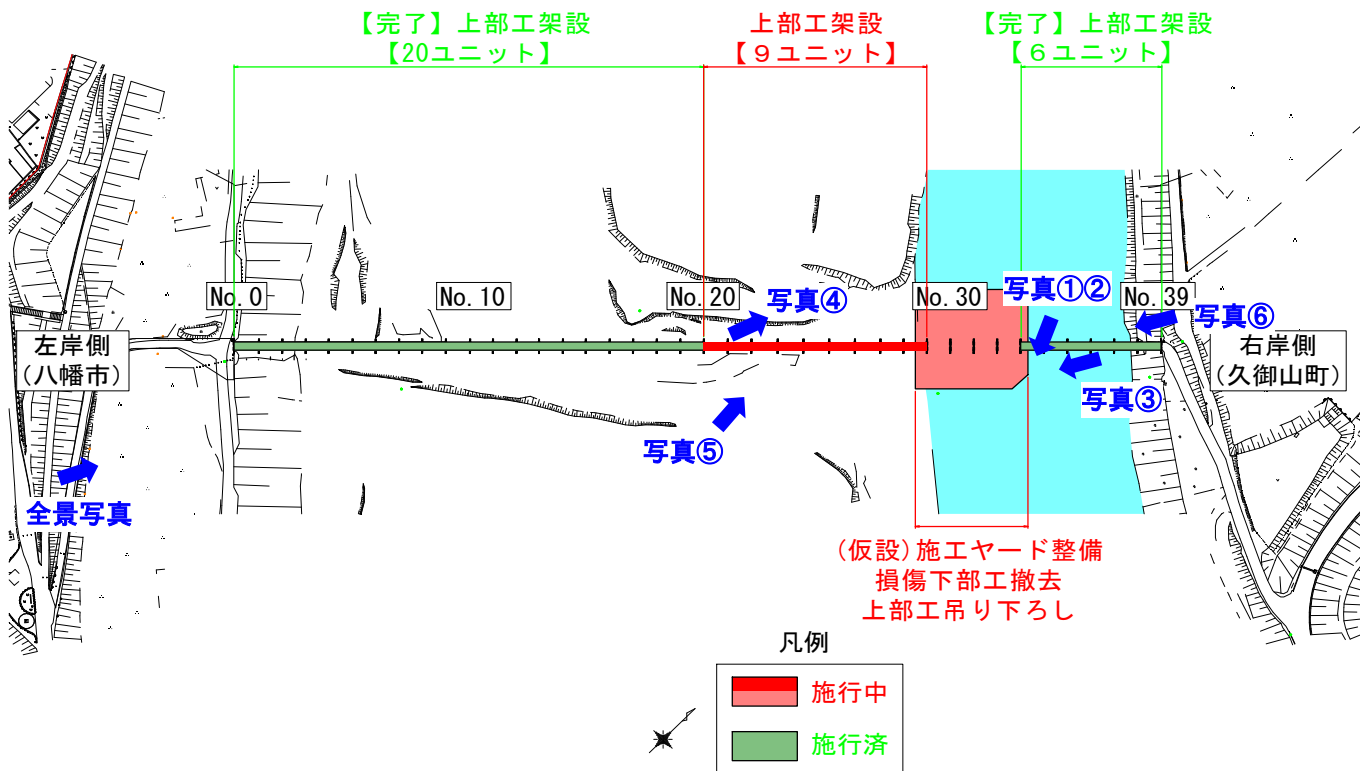 【完了】上部工架設
【20ユニット】
上部工架設
【９ユニット】
【完了】上部工架設
【６ユニット】
No.0
No.10
No.20
No.30
No.39
写真④
写真①②
写真⑥
左岸側
(八幡市)
右岸側
(久御山町)
写真③
写真⑤
全景写真
(仮設)施工ヤード整備
損傷下部工撤去
上部工吊り下ろし
凡例
施行中
施行済